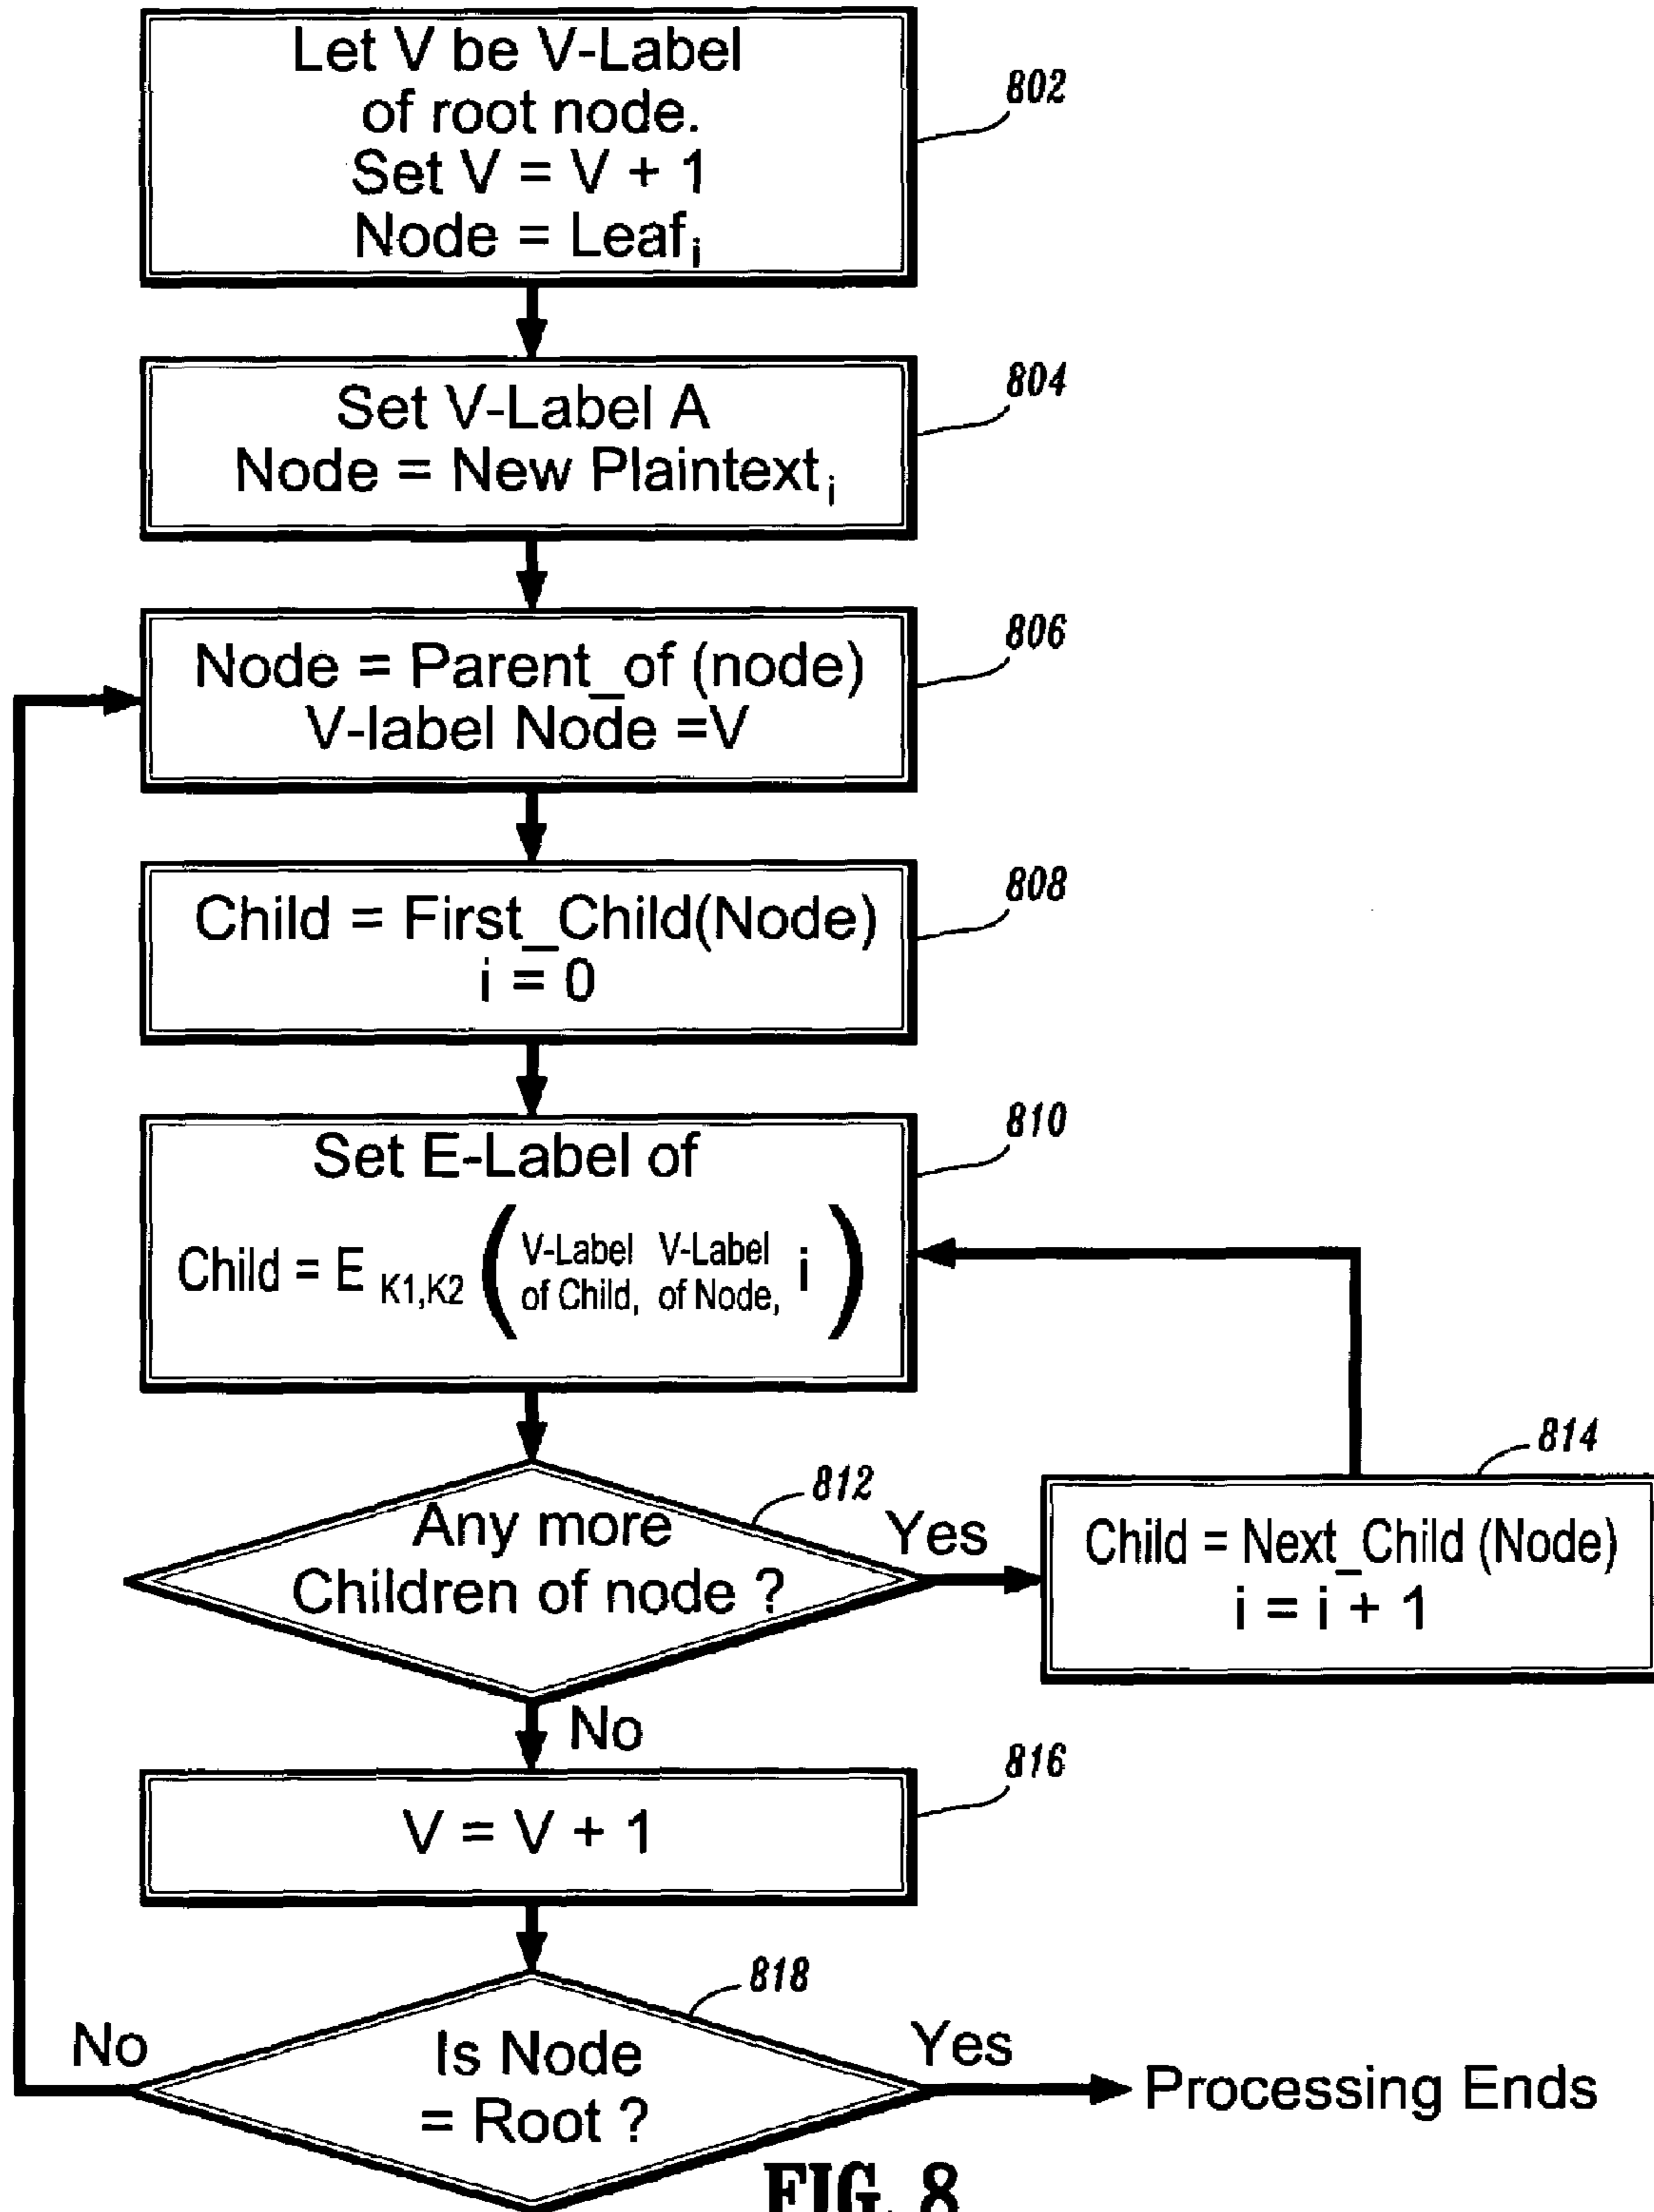 Let V be V-Label
of root node.
Set V = V + 1
Node = Leaf i
802
Set V-Label A
Node = New Plaintext i
804
Node = Parent_of (node)
V-label Node =V
806
Child = First_Child(Node)
i = 0
808
Set E-Label of
Child = E K1,K2 ( V-Label of Child, V-Label of Node, i )
810
Any more
Children of node ?
812
Yes
Child = Next_Child (Node)
i = i + 1
814
No
V = V + 1
816
Is Node
= Root ?
818
No
Yes
Processing Ends
FIG. 8